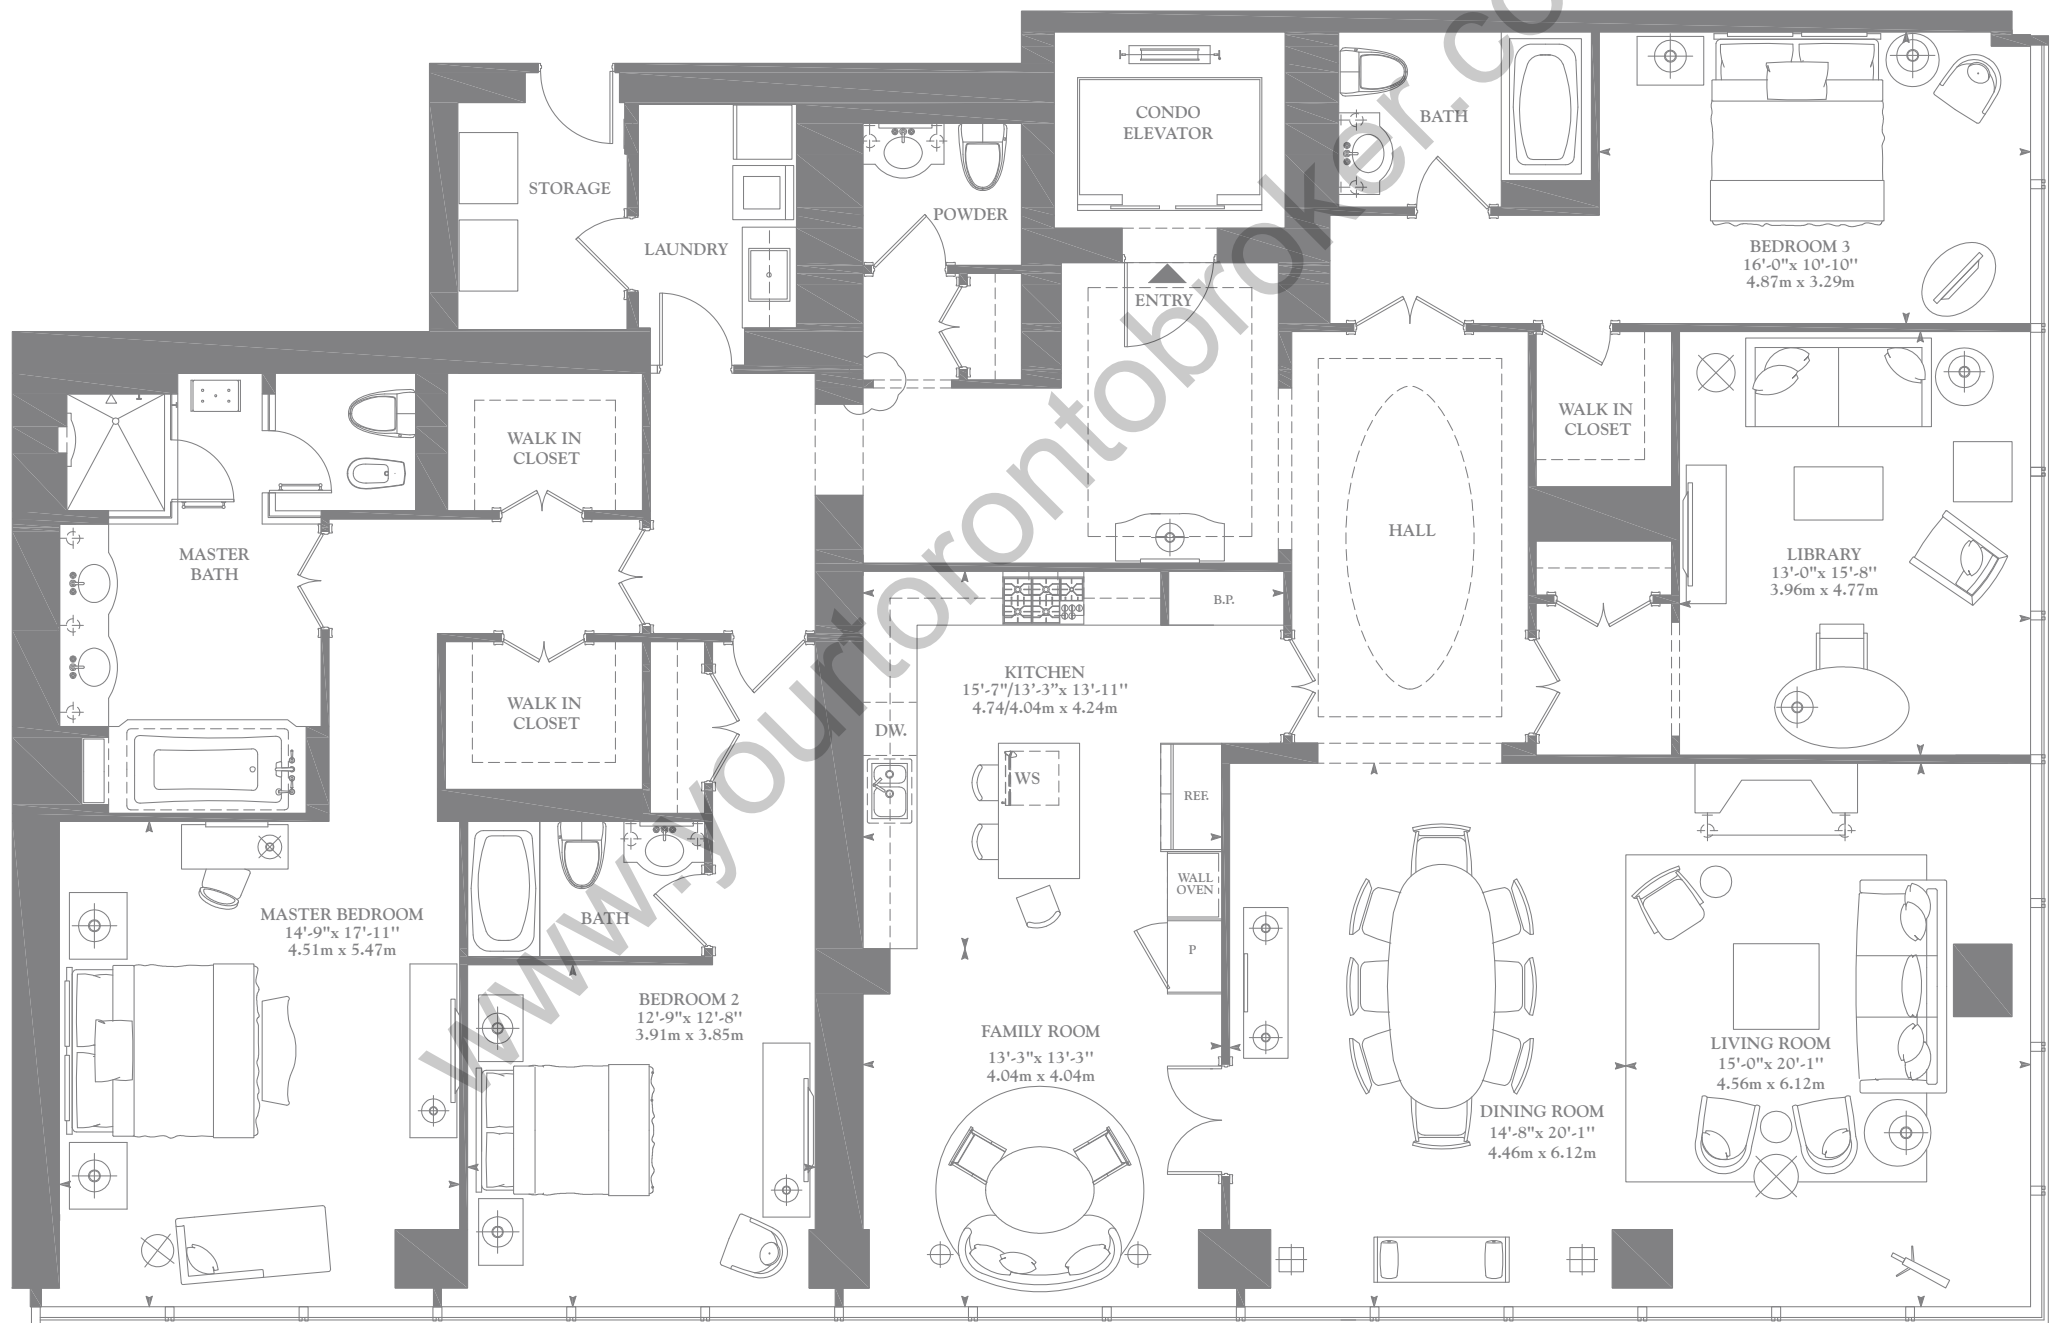 CONDO
ELEVATOR
BATH
STORAGE
POWDER
LAUNDRY
BEDROOM 3
16'-0"x 10'-10"
4.87m x 3.29m
ENTRY
WALK IN
CLOSET
WALK IN
CLOSET
HALL
MASTER
BATH
LIBRARY
13'-0"x 15'-8"
3.96m x 4.77m
B.P.
KITCHEN
15'-7"/13'-3"x 13'-11"
4.74/4.04m x 4.24m
WALK IN
CLOSET
DW.
WS
REF.
WALL
OVEN
P
MASTER BEDROOM
14'-9"x 17'-11"
4.51m x 5.47m
BATH
BEDROOM 2
12'-9"x 12'-8"
3.91m x 3.85m
FAMILY ROOM
13'-3"x 13'-3"
4.04m x 4.04m
LIVING ROOM
15'-0"x 20'-1"
4.56m x 6.12m
DINING ROOM
14'-8"x 20'-1"
4.46m x 6.12m
www.yourtorontobroker.co